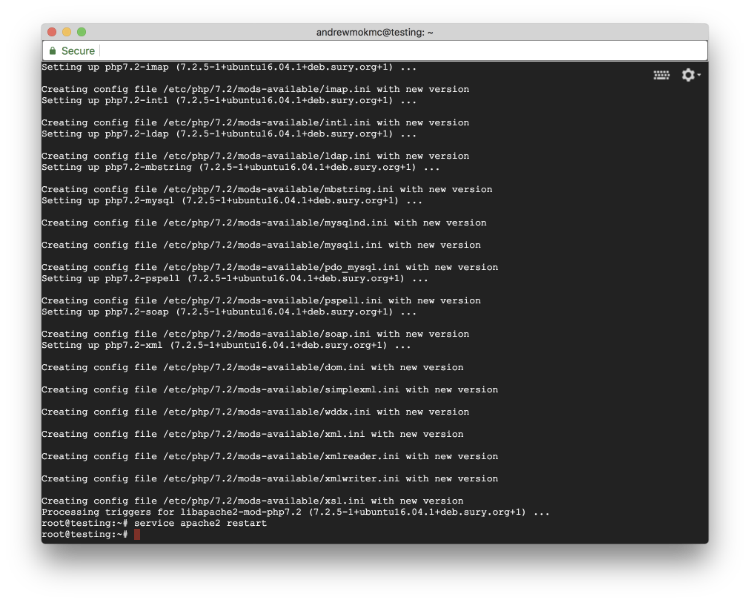 andrewmokmc@testing: ~
Secure
Setting up php7.2-imap (7.2.5-1+ubuntu16.04.1+deb.sury.org+1) ...
Creating config file /etc/php/7.2/mods-available/imap.ini with new version
Setting up php7.2-intl (7.2.5-1+ubuntu16.04.1+deb.sury.org+1) ...
Creating config file /etc/php/7.2/mods-available/intl.ini with new version
Setting up php7.2-ldap (7.2.5-1+ubuntu16.04.1+deb.sury.org+1) ...
Creating config file /etc/php/7.2/mods-available/ldap.ini with new version
Setting up php7.2-mbstring (7.2.5-1+ubuntu16.04.1+deb.sury.org+1) ...
Creating config file /etc/php/7.2/mods-available/mbstring.ini with new version
Setting up php7.2-mysql (7.2.5-1+ubuntu16.04.1+deb.sury.org+1) ...
Creating config file /etc/php/7.2/mods-available/mysqlnd.ini with new version
Creating config file /etc/php/7.2/mods-available/mysqli.ini with new version
Creating config file /etc/php/7.2/mods-available/pdo_mysql.ini with new version
Setting up php7.2-pspell (7.2.5-1+ubuntu16.04.1+deb.sury.org+1) ...
Creating config file /etc/php/7.2/mods-available/pspell.ini with new version
Setting up php7.2-soap (7.2.5-1+ubuntu16.04.1+deb.sury.org+1) ...
Creating config file /etc/php/7.2/mods-available/soap.ini with new version
Setting up php7.2-xml (7.2.5-1+ubuntu16.04.1+deb.sury.org+1) ...
Creating config file /etc/php/7.2/mods-available/dom.ini with new version
Creating config file /etc/php/7.2/mods-available/simplexml.ini with new version
Creating config file /etc/php/7.2/mods-available/wddx.ini with new version
Creating config file /etc/php/7.2/mods-available/xml.ini with new version
Creating config file /etc/php/7.2/mods-available/xmlreader.ini with new version
Creating config file /etc/php/7.2/mods-available/xmlwriter.ini with new version
Creating config file /etc/php/7.2/mods-available/xsl.ini with new version
Processing triggers for libapache2-mod-php7.2 (7.2.5-1+ubuntu16.04.1+deb.sury.org+1) ...
root@testing:~# service apache2 restart
root@testing:~#